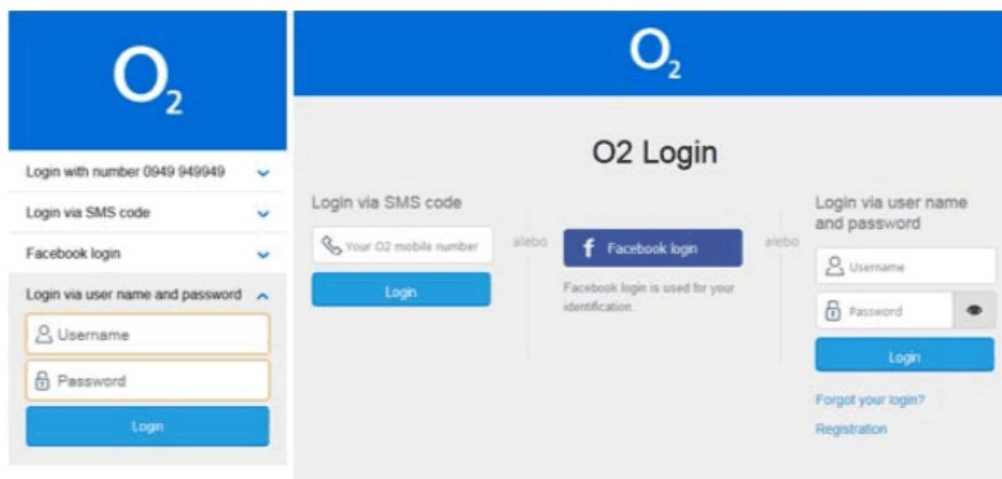 O2
Login with number 0949 949949
Login via SMS code
Facebook login
Login via user name and password
Username
Password
Login
O2
O2 Login
Login via SMS code
Your O2 mobile number
Login
alebo
f Facebook login
Facebook login is used for your
identification.
alebo
Login via user name
and password
Username
Password
Login
Forgot your login?
Registration